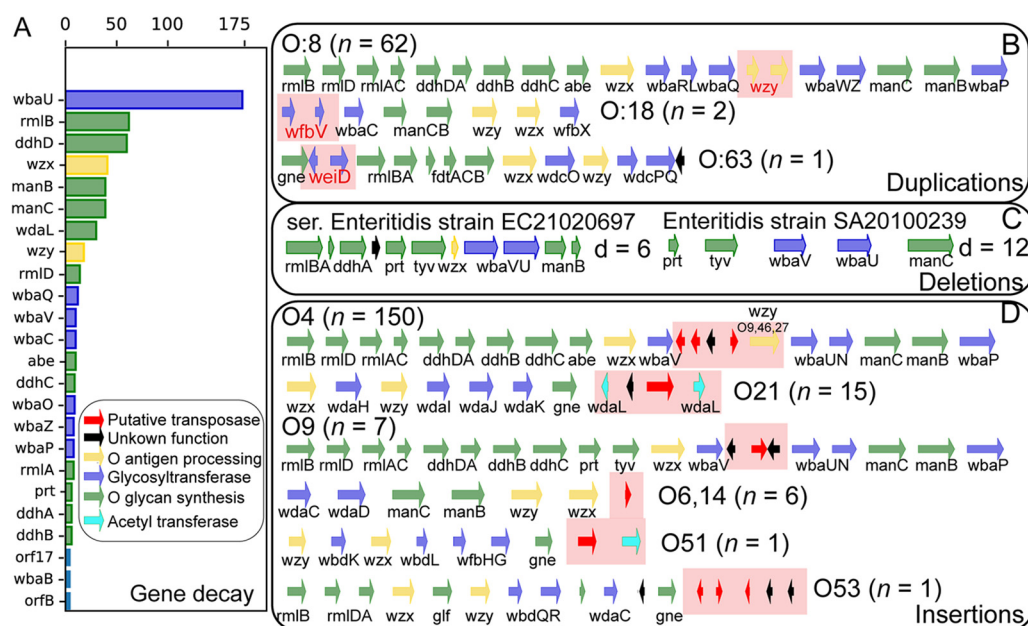 A
0 50 100 175
wbaU
rmlB
ddhD
wzx
manB
manC
wdaL
wzy
rmlD
wbaQ
wbaV
wbaC
abe
ddhC
wbaO
wbaZ
wbaP
rmlA
prt
ddhA
ddhB
orf17
wbaB
orfB
Putative transposase
Unkown function
O antigen processing
Glycosyltransferase
O glycan synthesis
Acetyl transferase
Gene decay
B
O:8 (n = 62)
rmlB rmlD rmlAC ddhDA ddhB ddhC abe wzx wbaRL wbaQ wzy wbaWZ manC manB wbaP
O:18 (n = 2)
wfbV wbaC manCB wzy wzx wfbX
O:63 (n = 1)
gne weiD rmlBA fdtACB wzx wdcO wzy wdcPQ
Duplications
C
ser. Enteritidis strain EC21020697
d = 6
rmlBA ddhA prt tyv wzx wbaVU manB
Enteritidis strain SA20100239
d = 12
prt tyv wbaV wbaU manC
Deletions
D
O4 (n = 150)
wzy
O9,46,27
rmlB rmlD rmlAC ddhDA ddhB ddhC abe wzx wbaV wbaUN manC manB wbaP
O21 (n = 15)
wzx wdaH wzy wdaI wdaJ wdaK gne wdaL wdaL
O9 (n = 7)
rmlB rmlD rmlAC ddhDA ddhB ddhC prt tyv wzx wbaV wbaUN manC manB wbaP
O6,14 (n = 6)
wdaC wdaD manC manB wzy wzx
O51 (n = 1)
wzy wbdK wzx wbdL wfbHG gne
O53 (n = 1)
rmlB rmlDA wzx glf wzy wbdQR wdaC gne
Insertions